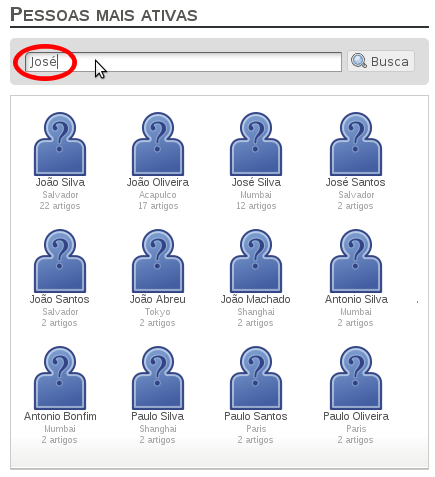 PESSOAS MAIS ATIVAS
José
Busca
João Silva João Oliveira José Silva José Santos
Salvador Acapulco Mumbai Salvador
22 artigos 17 artigos 12 artigos 2 artigos
João Santos João Abreu João Machado Antonio Silva
Salvador Tokyo Shanghai Mumbai
2 artigos 2 artigos 2 artigos 2 artigos
Antonio Bonfim Paulo Silva Paulo Santos Paulo Oliveira
Mumbai Shanghai Paris Paris
2 artigos 2 artigos 2 artigos 2 artigos